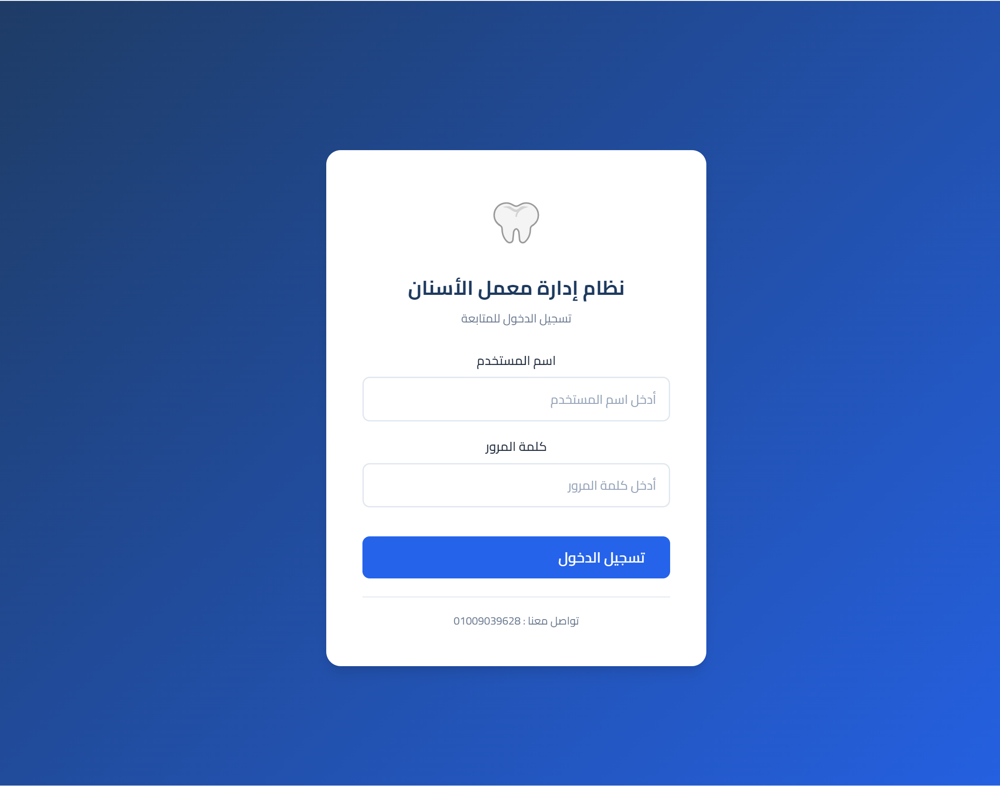 نظام إدارة معمل الأسنان
تسجيل الدخول للمتابعة
اسم المستخدم
أدخل اسم المستخدم
كلمة المرور
أدخل كلمة المرور
تسجيل الدخول
تواصل معنا : 01009039628